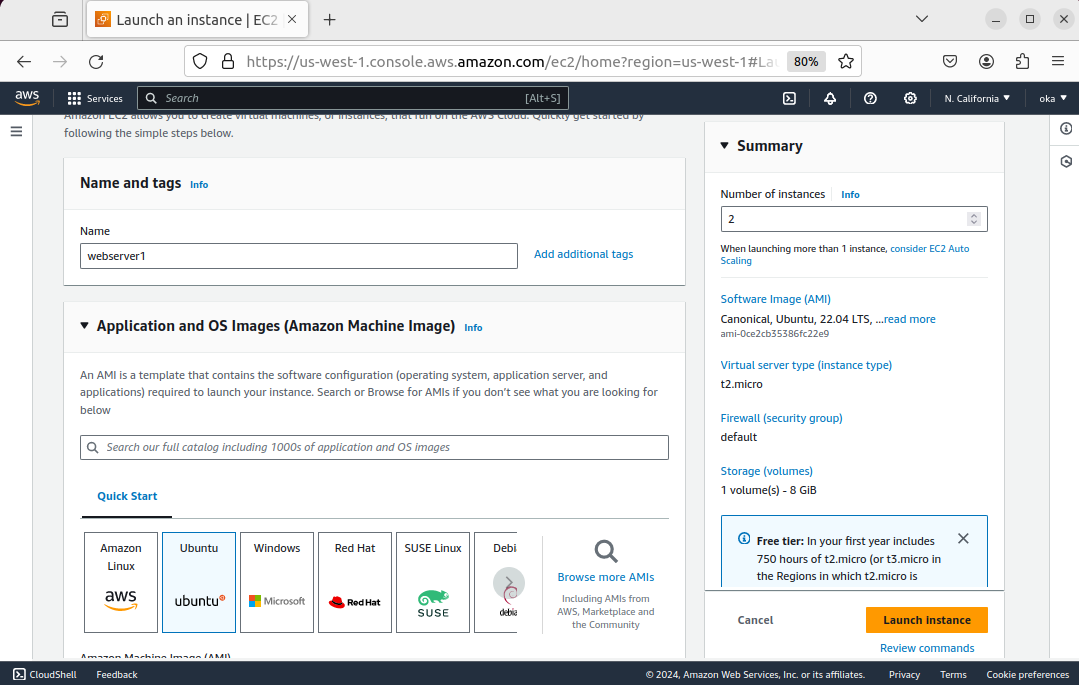 Launch an instance | EC2
https://us-west-1.console.aws.amazon.com/ec2/home?region=us-west-1#La
80%
aws
Services
Search
[Alt+S]
N. California
oka
Amazon EC2 allows you to create virtual machines, or instances, that run on the AWS Cloud. Quickly get started by
following the simple steps below.
Name and tags Info
Name
webserver1
Add additional tags
Application and OS Images (Amazon Machine Image) Info
An AMI is a template that contains the software configuration (operating system, application server, and
applications) required to launch your instance. Search or Browse for AMIs if you don't see what you are looking for
below
Search our full catalog including 1000s of application and OS images
Quick Start
Amazon
Linux
aws
Ubuntu
ubuntu
Windows
Microsoft
Red Hat
Red Hat
SUSE Linux
SUSE
Debi
debia
Browse more AMIs
Including AMIs from
AWS, Marketplace and
the Community
Amazon Machine Image (AMI)
Summary
Number of instances Info
2
When launching more than 1 instance, consider EC2 Auto
Scaling
Software Image (AMI)
Canonical, Ubuntu, 22.04 LTS, ...read more
ami-0ce2cb35386fc22e9
Virtual server type (instance type)
t2.micro
Firewall (security group)
default
Storage (volumes)
1 volume(s) - 8 GiB
Free tier: In your first year includes
750 hours of t2.micro (or t3.micro in
the Regions in which t2.micro is
Cancel
Launch instance
Review commands
CloudShell
Feedback
© 2024, Amazon Web Services, Inc. or its affiliates.
Privacy
Terms
Cookie preferences